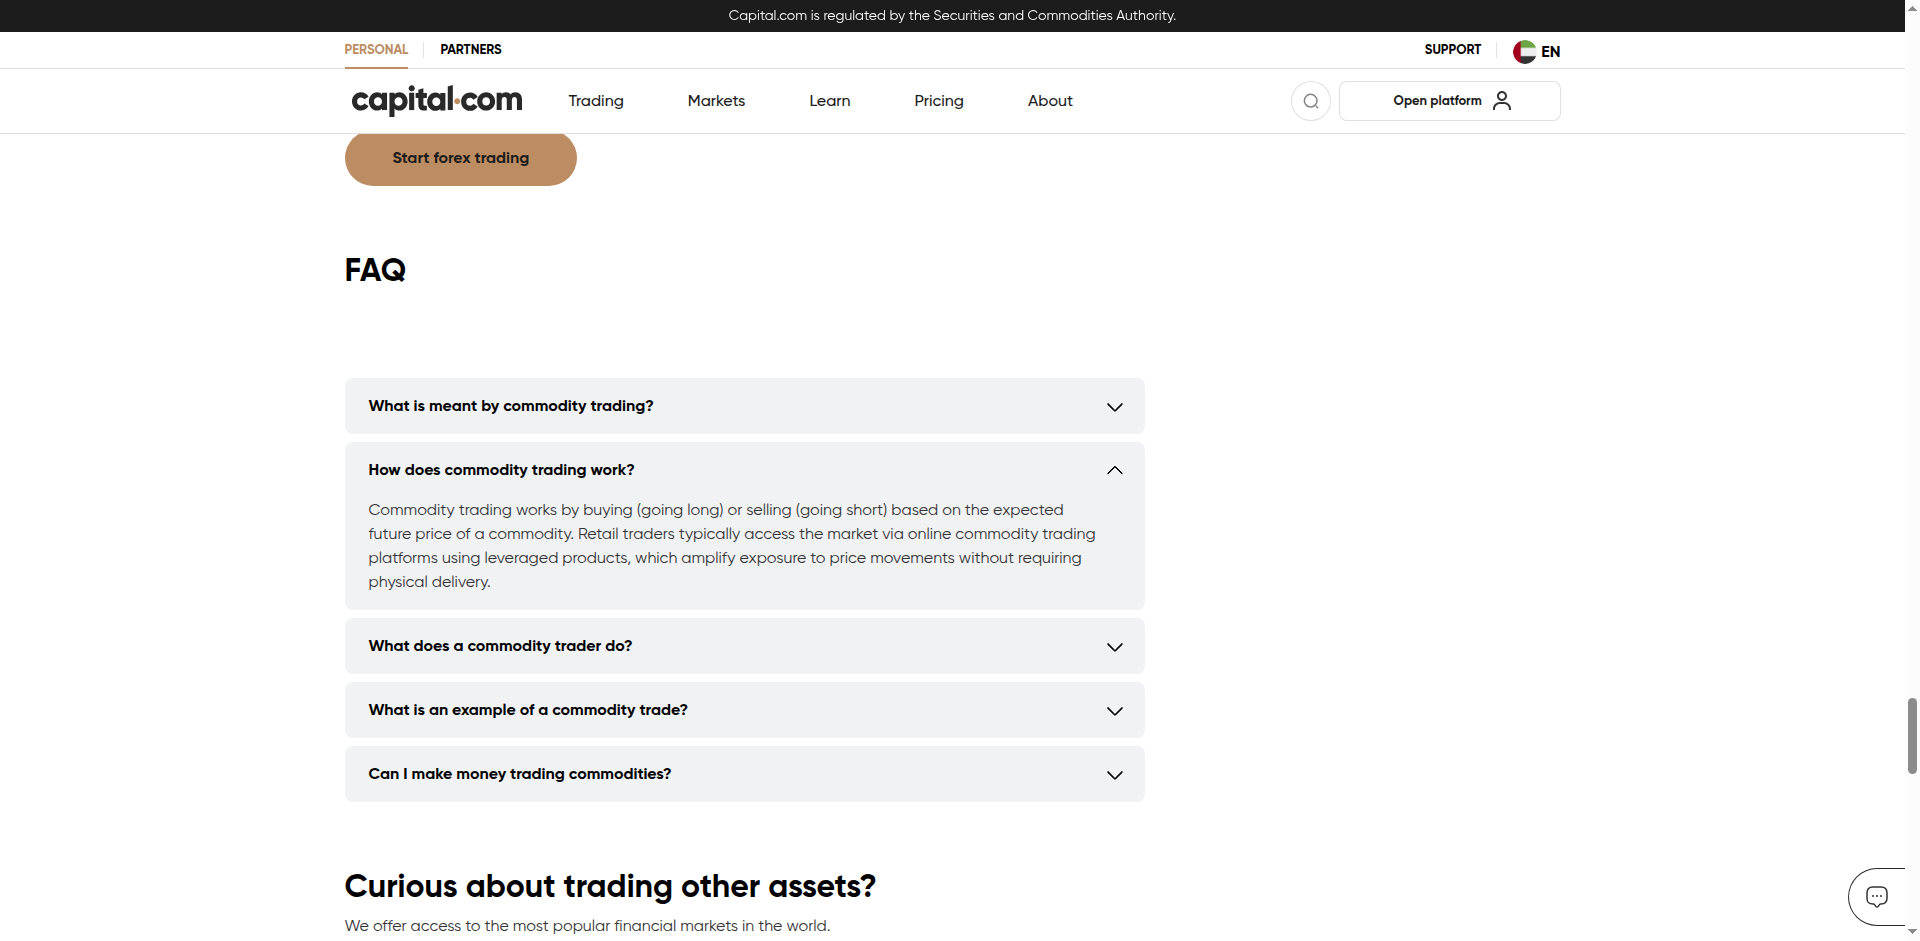 Capital.com is regulated by the Securities and Commodities Authority.
PERSONAL
PARTNERS
SUPPORT
EN
capital.com
Trading
Markets
Learn
Pricing
About
Open platform
Start forex trading
FAQ
What is meant by commodity trading?
How does commodity trading work?
Commodity trading works by buying (going long) or selling (going short) based on the expected
future price of a commodity. Retail traders typically access the market via online commodity trading
platforms using leveraged products, which amplify exposure to price movements without requiring
physical delivery.
What does a commodity trader do?
What is an example of a commodity trade?
Can I make money trading commodities?
Curious about trading other assets?
We offer access to the most popular financial markets in the world.